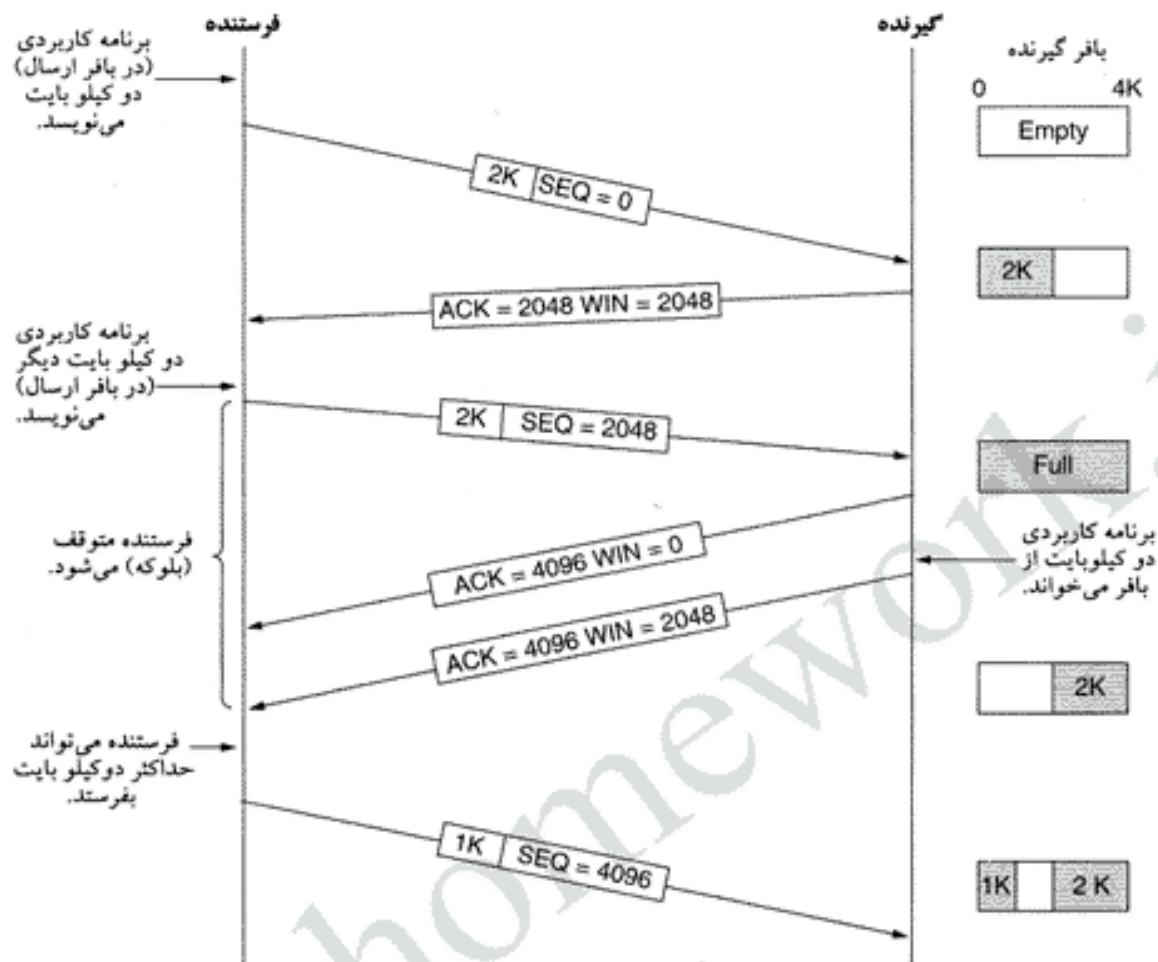 فرستنده
گیرنده
برنامه کاربردی
(در بافر ارسال)
دو کیلو بایت
می‌نویسد.
بافر گیرنده
0 4K
Empty
2K SEQ = 0
2K
ACK = 2048 WIN = 2048
برنامه کاربردی
دو کیلو بایت دیگر
(در بافر ارسال)
می‌نویسد.
2K SEQ = 2048
Full
فرستنده متوقف
(بلوکه) می‌شود.
ACK = 4096 WIN = 0
برنامه کاربردی
دو کیلوبایت از
بافر می‌خواند.
ACK = 4096 WIN = 2048
2K
فرستنده می‌تواند
حداکثر دوکیلو بایت
بفرستد.
1K SEQ = 4096
1K 2 K
homework.